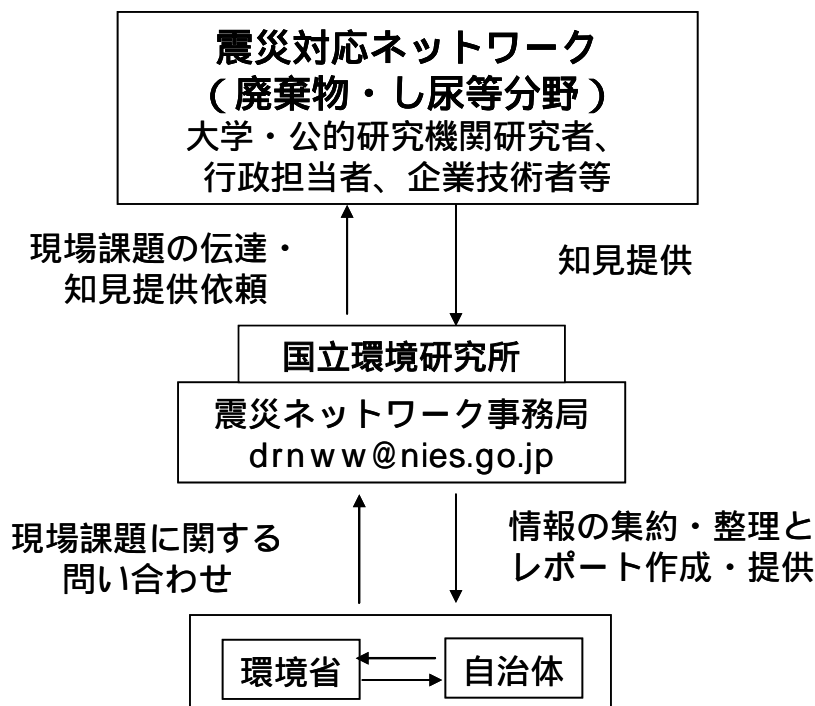 震災対応ネットワーク
（廃棄物・し尿等分野）
大学・公的研究機関研究者、
行政担当者、企業技術者等
現場課題の伝達・
知見提供依頼
知見提供
国立環境研究所
震災ネットワーク事務局
drnww@nies.go.jp
現場課題に関する
問い合わせ
情報の集約・整理と
レポート作成・提供
環境省
自治体